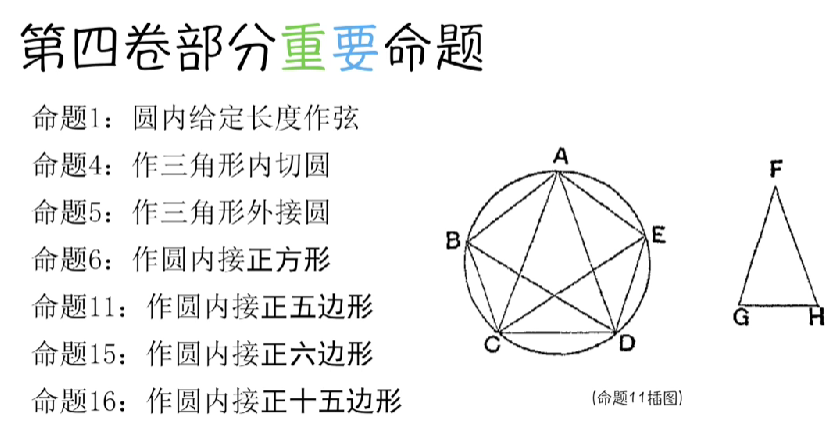 第四卷部分重要命题
命题1：圆内给定长度作弦
命题4：作三角形内切圆
命题5：作三角形外接圆
命题6：作圆内接正方形
命题11：作圆内接正五边形
命题15：作圆内接正六边形
命题16：作圆内接正十五边形
A
B
E
C
D
F
G
H
(命题11插图)